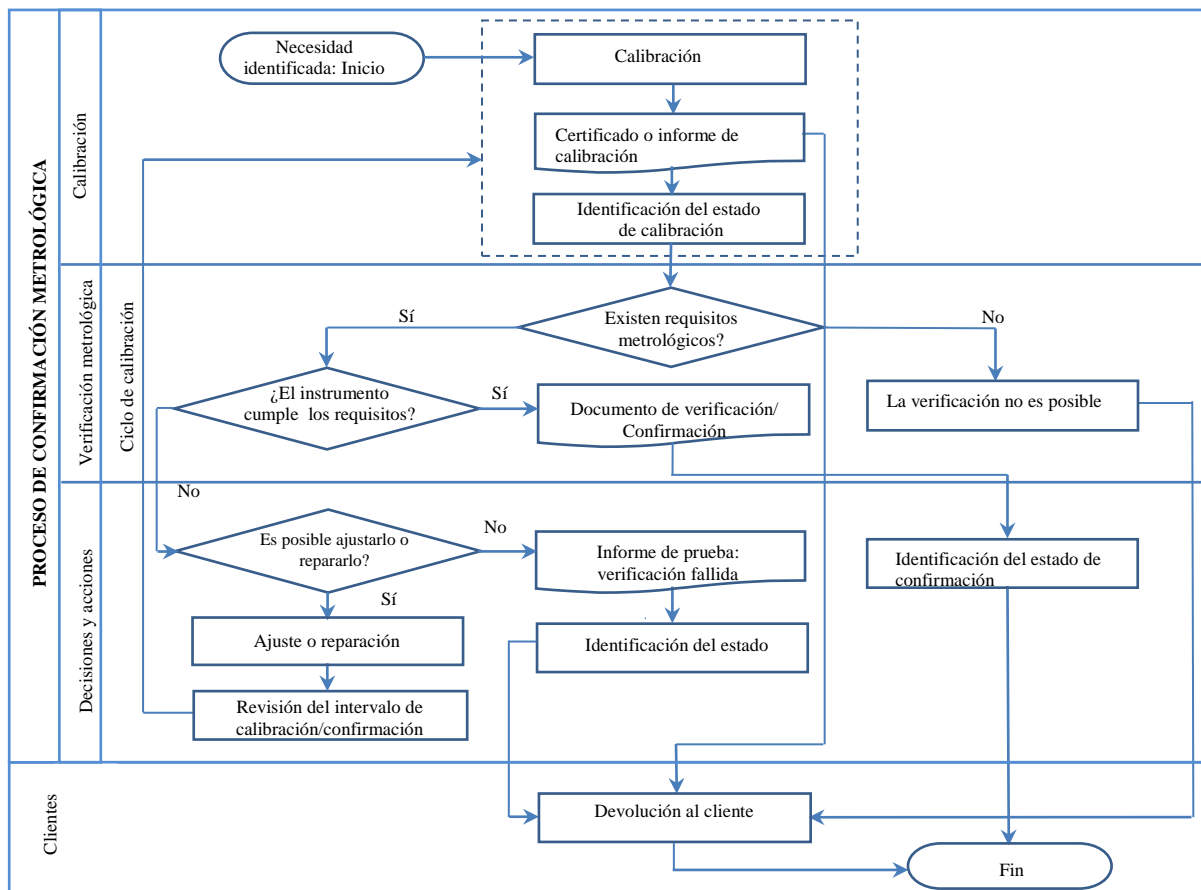 PROCESO DE CONFIRMACIÓN METROLÓGICA
Calibración
Necesidad
identificada: Inicio
Calibración
Certificado o informe de
calibración
Identificación del estado
de calibración
Verificación metrológica
Ciclo de calibración
Existen requisitos
metrológicos?
Sí
No
¿El instrumento
cumple los requisitos?
Sí
Documento de verificación/
Confirmación
La verificación no es posible
No
Decisiones y acciones
Es posible ajustarlo o
repararlo?
No
Sí
Informe de prueba:
verificación fallida
Identificación del estado de
confirmación
Ajuste o reparación
Identificación del estado
Revisión del intervalo de
calibración/confirmación
Clientes
Devolución al cliente
Fin